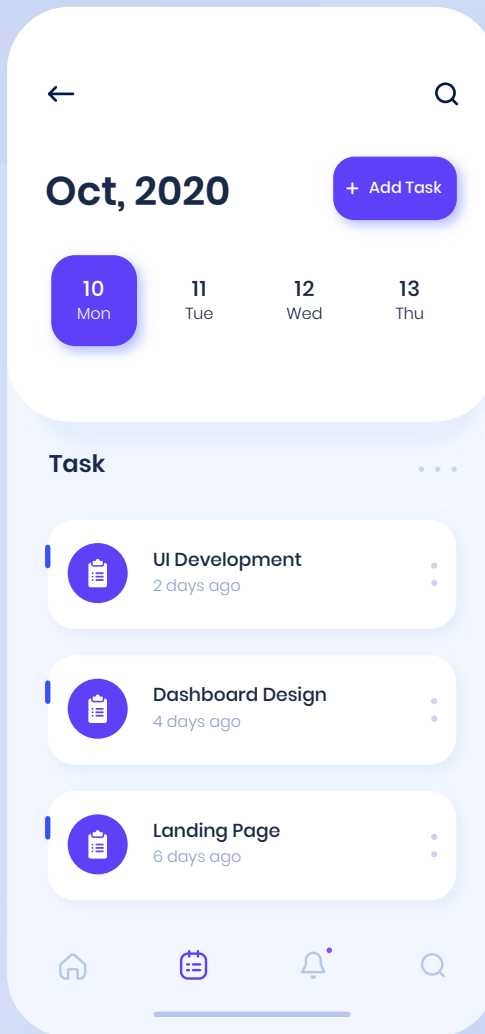 Oct, 2020
+ Add Task
10 11 12 13
Mon Tue Wed Thu
Task
UI Development
2 days ago
Dashboard Design
4 days ago
Landing Page
6 days ago